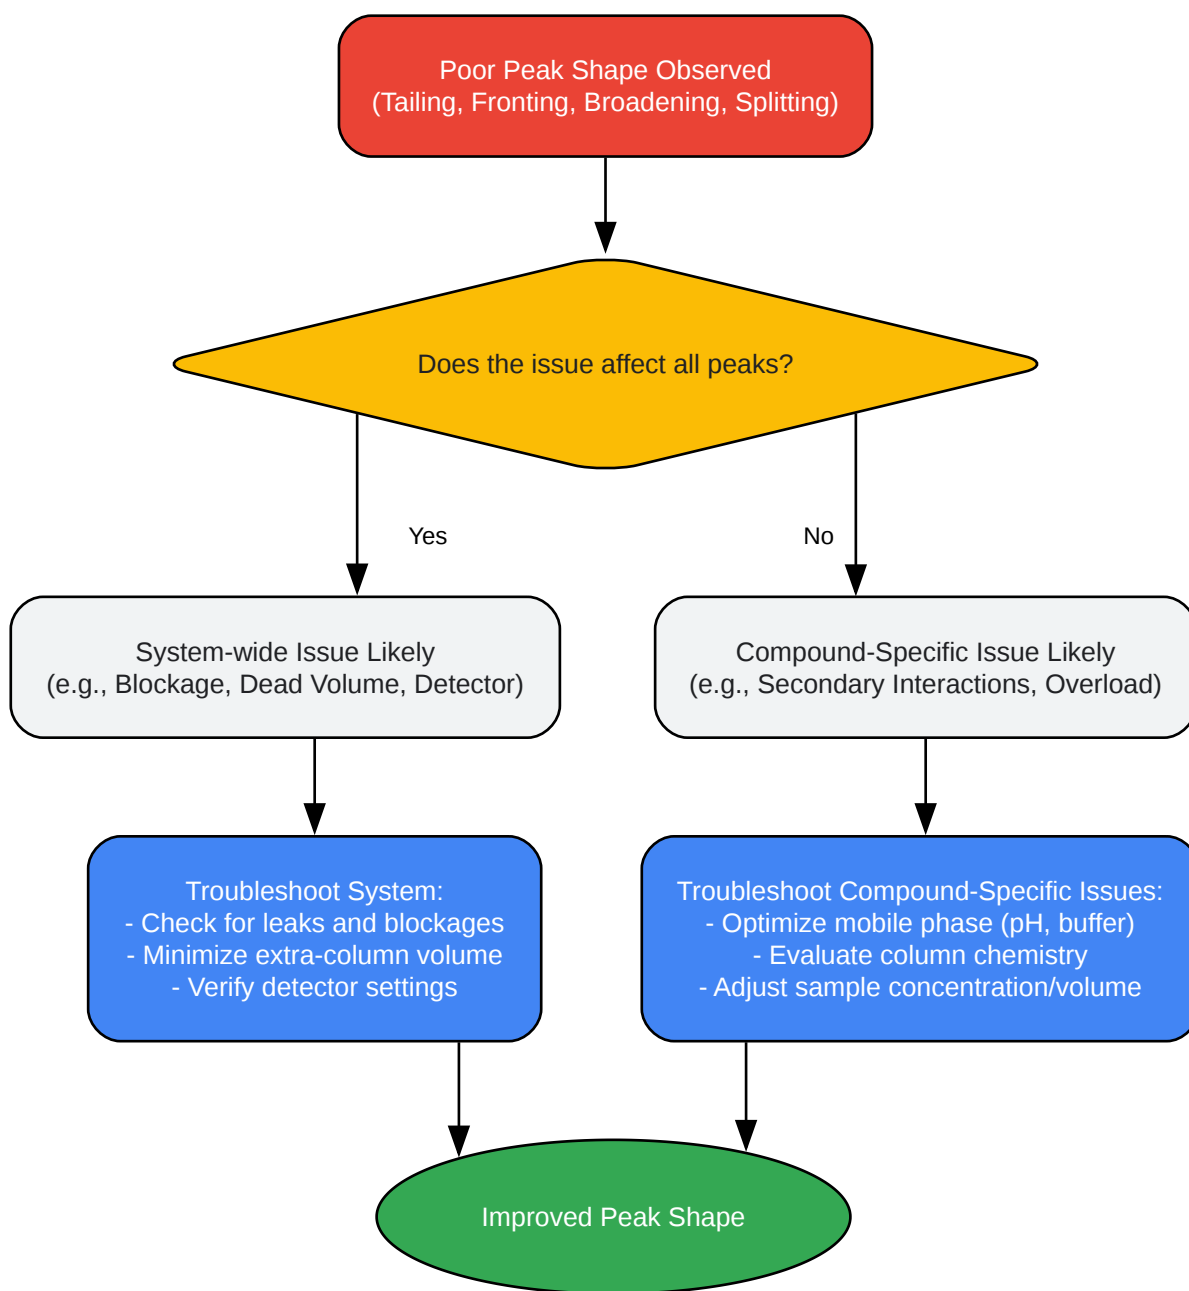 Poor Peak Shape Observed
(Tailing, Fronting, Broadening, Splitting)
Does the issue affect all peaks?
Yes
No
System-wide Issue Likely
(e.g., Blockage, Dead Volume, Detector)
Compound-Specific Issue Likely
(e.g., Secondary Interactions, Overload)
Troubleshoot System:
- Check for leaks and blockages
- Minimize extra-column volume
- Verify detector settings
Troubleshoot Compound-Specific Issues:
- Optimize mobile phase (pH, buffer)
- Evaluate column chemistry
- Adjust sample concentration/volume
Improved Peak Shape